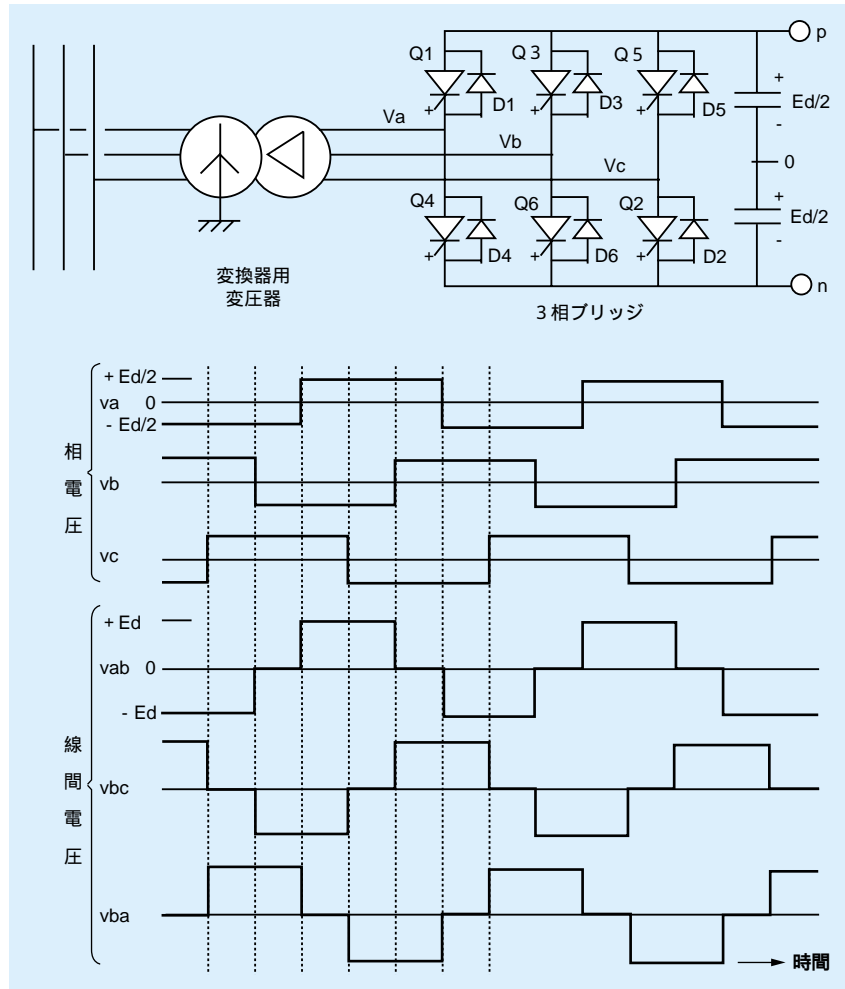 p
Q1
Q 3
Q 5
+
Ed/2
-
D1
D3
D5
+
+
+
Va
Vb
Vc
0
Q4
Q6
Q2
+
Ed/2
-
D4
D6
D2
+
+
+
n
変換器用
変圧器
3 相ブリッジ
相電圧
+ Ed/2
va 0
- Ed/2
vb
vc
線間電圧
+ Ed
vab 0
- Ed
vbc
vba
時間